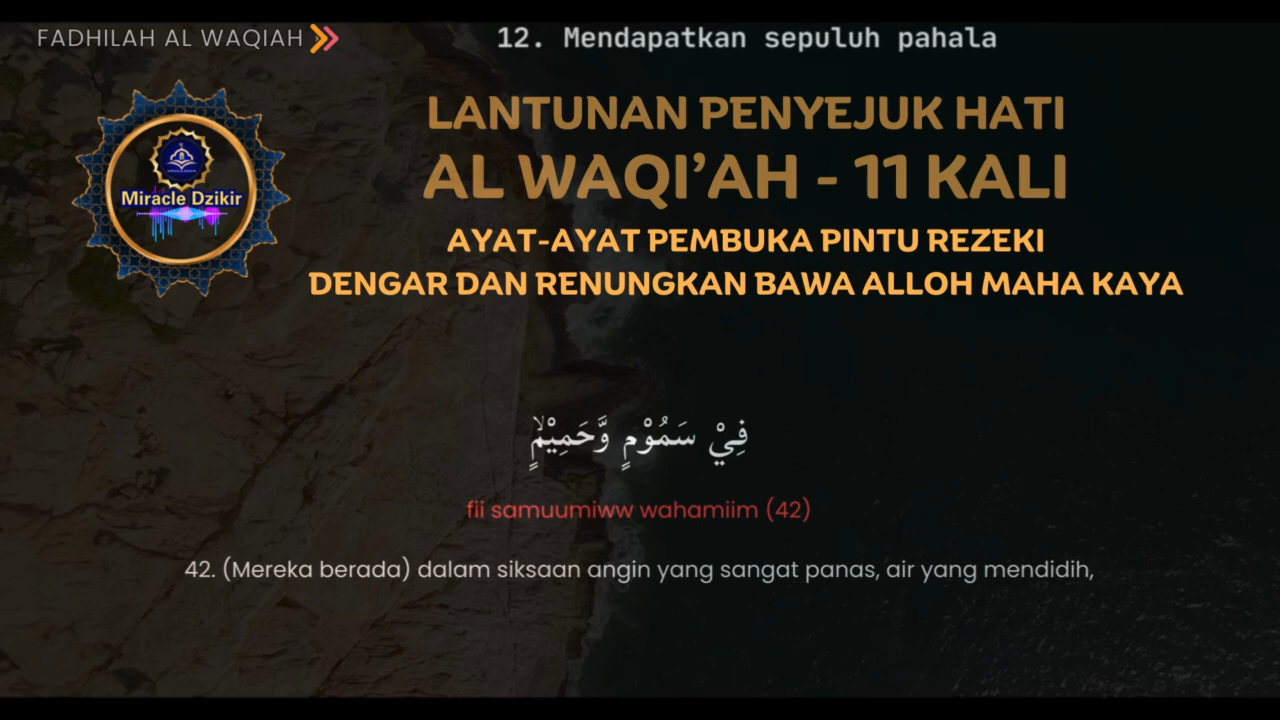 FADHILAH AL WAQIAH
12. Mendapatkan sepuluh pahala
LANTUNAN PENYEJUK HATI
AL WAQI'AH - 11 KALI
AYAT-AYAT PEMBUKA PINTU REZEKI
DENGAR DAN RENUNGKAN BAWA ALLOH MAHA KAYA
Miracle Dzikir
فِيْ سَمُوْمٍ وَّحَمِيْمٍۙ
fii samuumiww wahamiim (42)
42. (Mereka berada) dalam siksaan angin yang sangat panas, air yang mendidih,